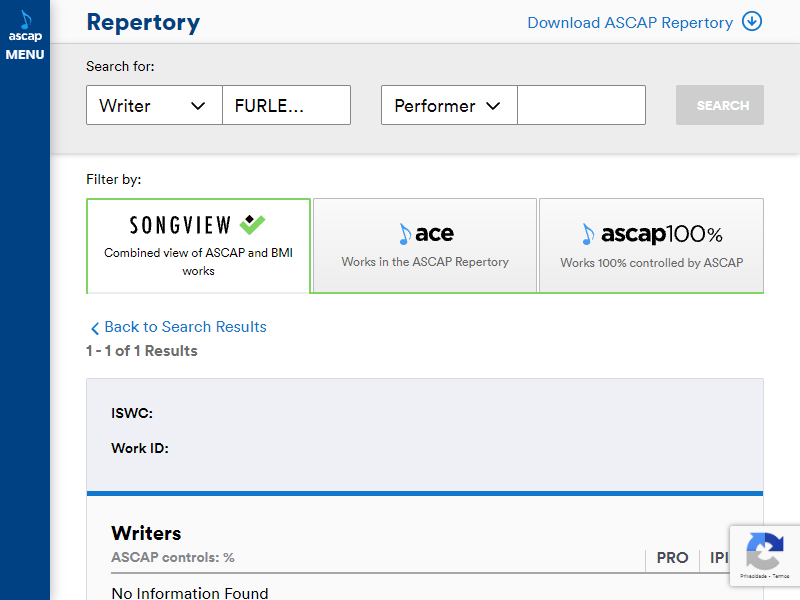 ascap
MENU
Repertory
Download ASCAP Repertory
Search for:
Writer
FURLE...
Performer
SEARCH
Filter by:
SONGVIEW
Combined view of ASCAP and BMI
works
ace
Works in the ASCAP Repertory
ascap100%
Works 100% controlled by ASCAP
Back to Search Results
1 - 1 of 1 Results
ISWC:
Work ID:
Writers
ASCAP controls: %
PRO
IPI
No Information Found
Privacidade - Termos